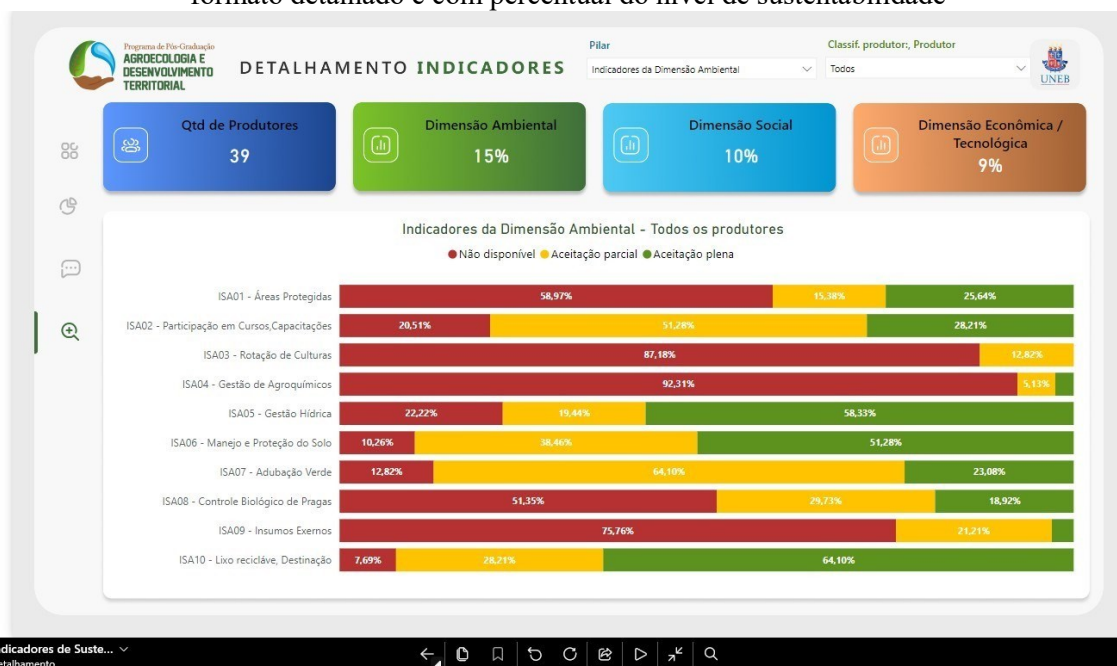 formato detalhado e com percentual do nível de sustentabilidade
Programa de Pós-Graduação
AGROECOLOGIA E
DESENVOLVIMENTO
TERRITORIAL
DETALHAMENTO INDICADORES
Pilar
Indicadores da Dimensão Ambiental
Classif. produtor:, Produtor
Todos
UNEB
Qtd de Produtores
39
Dimensão Ambiental
15%
Dimensão Social
10%
Dimensão Econômica /
Tecnológica
9%
Indicadores da Dimensão Ambiental - Todos os produtores
Não disponível Aceitação parcial Aceitação plena
ISA01 - Áreas Protegidas 58,97% 15,38% 25,64%
ISA02 - Participação em Cursos,Capacitações 20,51% 51,28% 28,21%
ISA03 - Rotação de Culturas 87,18% 12,82%
ISA04 - Gestão de Agroquímicos 92,31% 5,13%
ISA05 - Gestão Hídrica 22,22% 19,44% 58,33%
ISA06 - Manejo e Proteção do Solo 10,26% 38,46% 51,28%
ISA07 - Adubação Verde 12,82% 64,10% 23,08%
ISA08 - Controle Biológico de Pragas 51,35% 29,73% 18,92%
ISA09 - Insumos Exernos 75,76% 21,21%
ISA10 - Lixo recicláve, Destinação 7,69% 28,21% 64,10%
ndicadores de Suste...
etalhamento